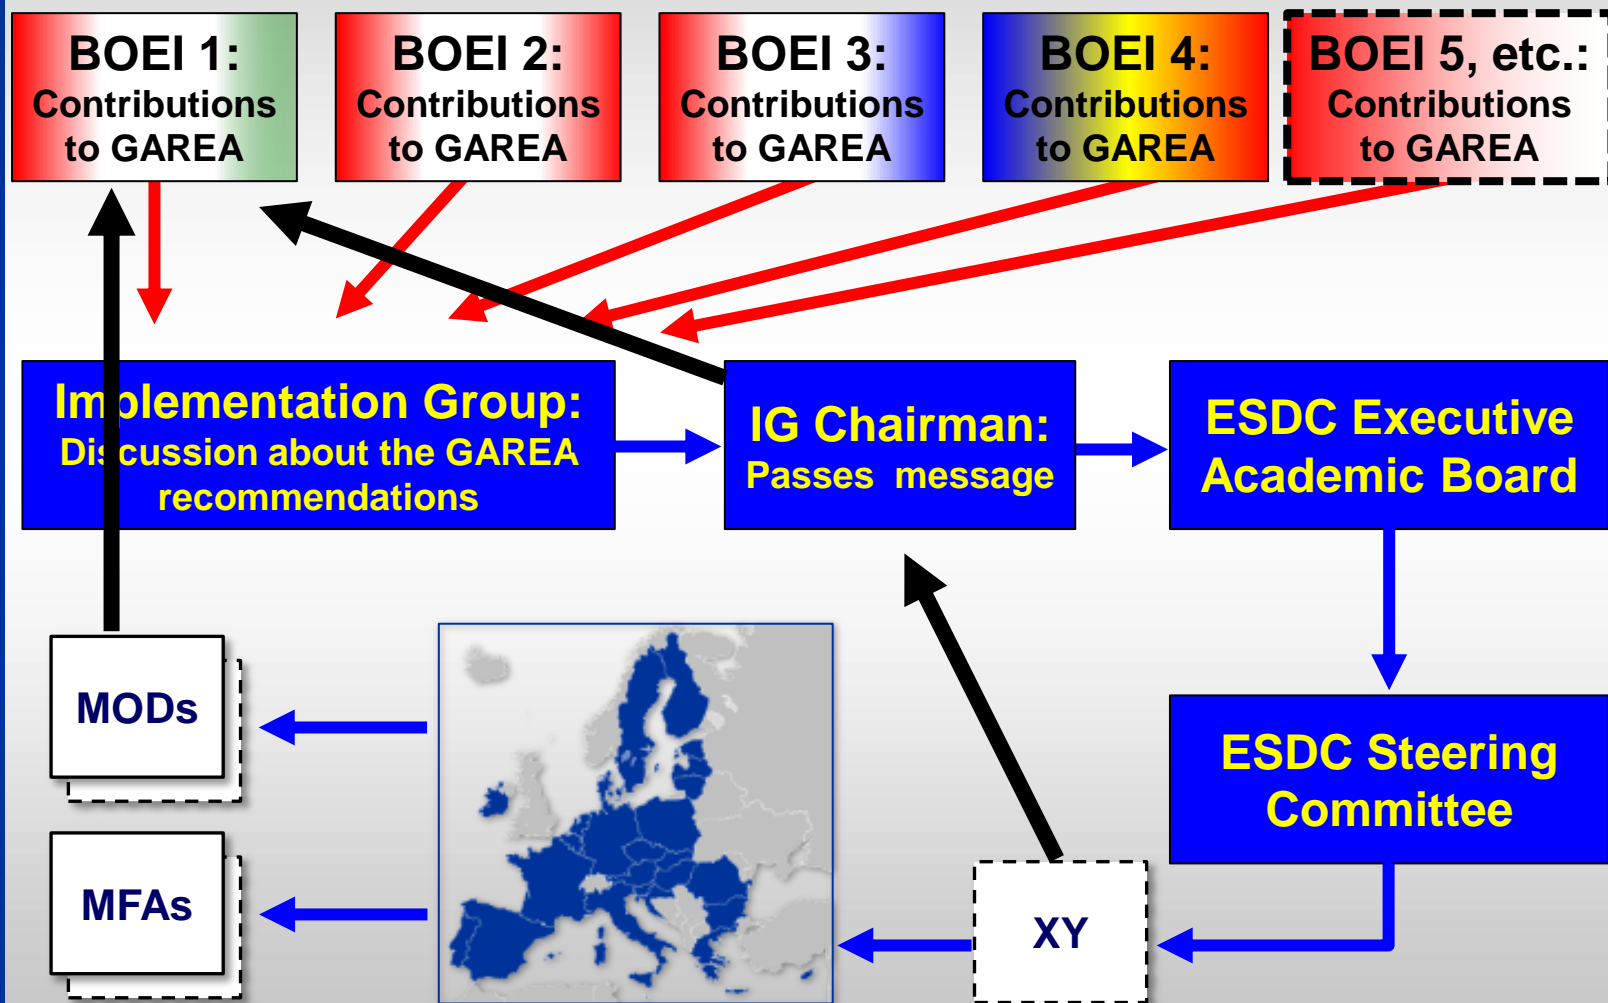 BOEI 1:
Contributions
to GAREA
BOEI 2:
Contributions
to GAREA
BOEI 3:
Contributions
to GAREA
BOEI 4:
Contributions
to GAREA
BOEI 5, etc.:
Contributions
to GAREA
Implementation Group:
Discussion about the GAREA
recommendations
IG Chairman:
Passes message
ESDC Executive
Academic Board
MODs
MFAs
XY
ESDC Steering
Committee